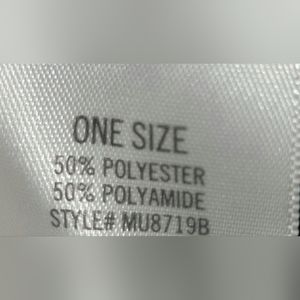 ONE SIZE
50% POLYESTER
50% POLYAMIDE
STYLE# MU8719B